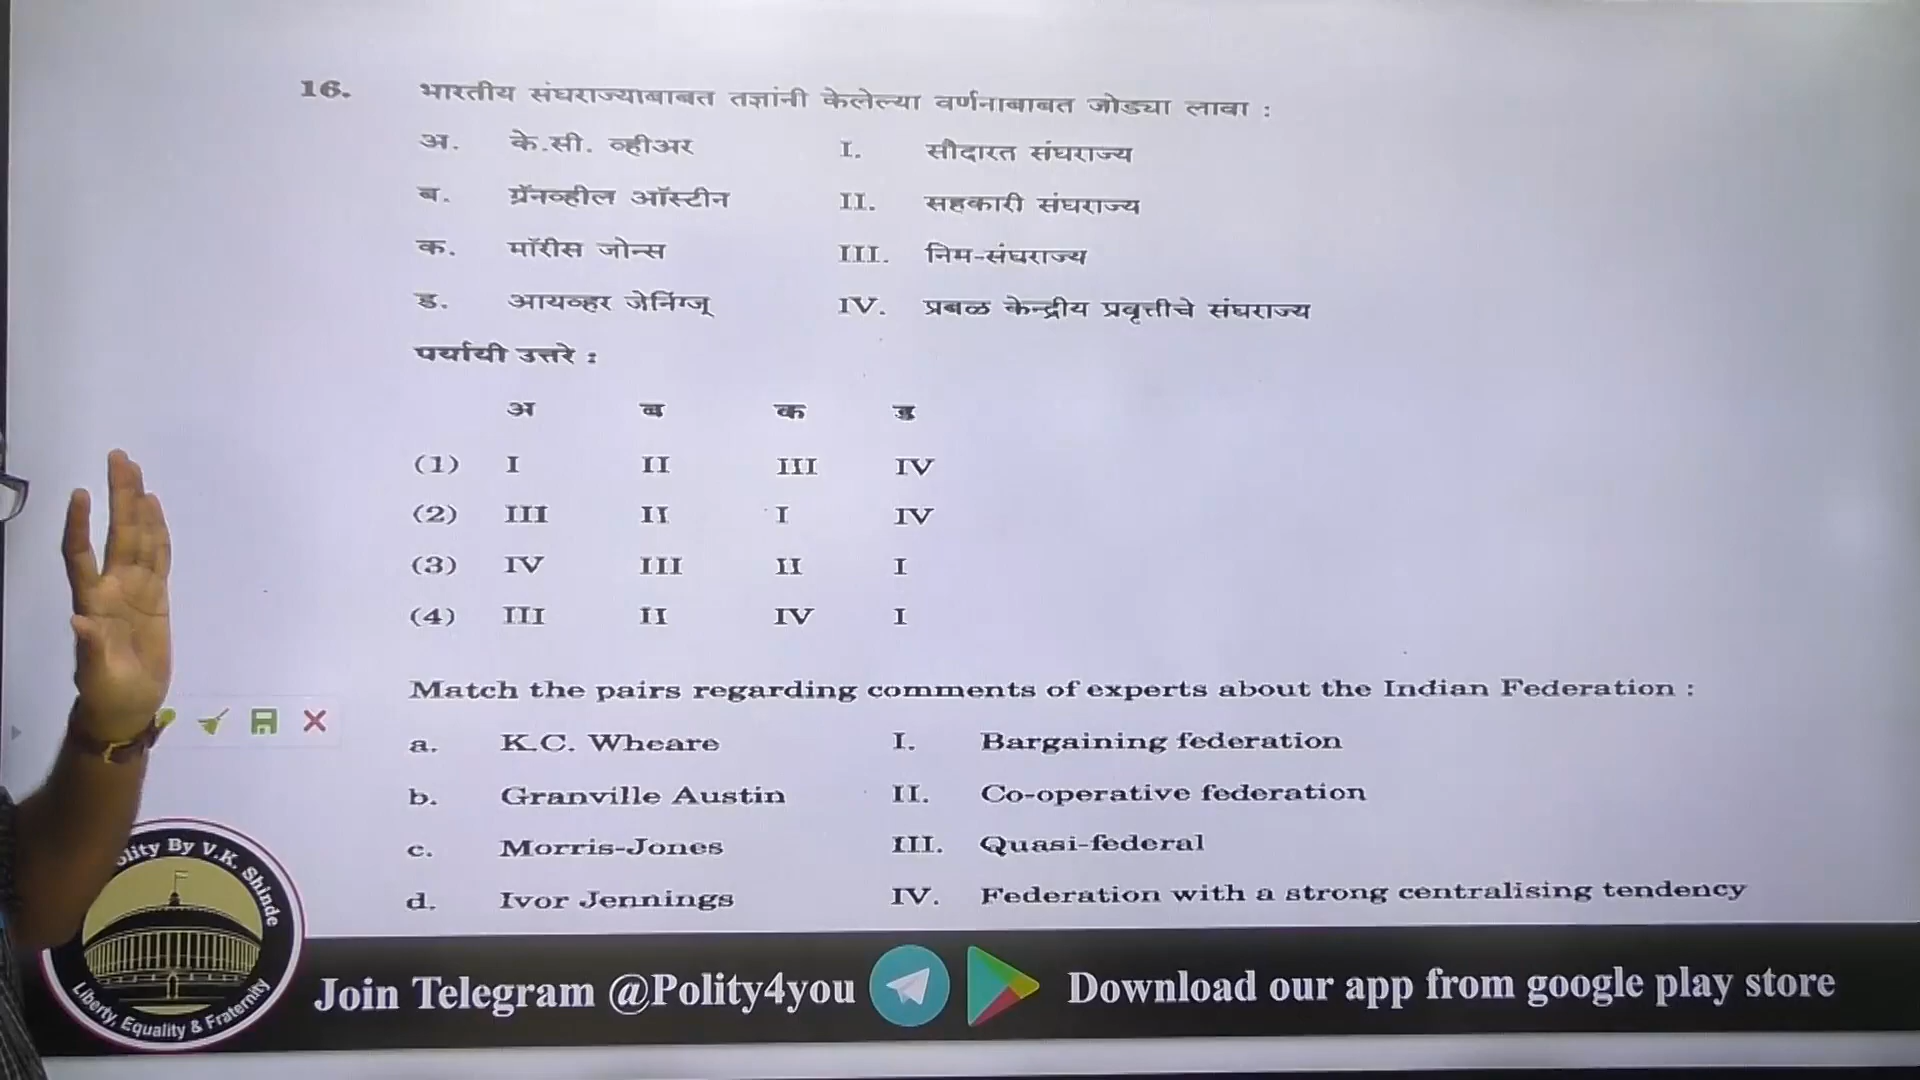 16. भारतीय संघराज्याबाबत तज्ञांनी केलेल्या वर्णनाबाबत जोड्या लावा :
अ. के.सी. व्हीअर I. सौदारत संघराज्य
ब. ग्रॅनव्हील ऑस्टीन II. सहकारी संघराज्य
क. मॉरीस जोन्स III. निम-संघराज्य
ड. आयव्हर जेनिंग्ज् IV. प्रबळ केन्द्रीय प्रवृत्तीचे संघराज्य
पर्यायी उत्तरे :
अ ब क ड
(1) I II III IV
(2) III II I IV
(3) IV III II I
(4) III II IV I
Match the pairs regarding comments of experts about the Indian Federation :
a. K.C. Wheare I. Bargaining federation
b. Granville Austin II. Co-operative federation
c. Morris-Jones III. Quasi-federal
d. Ivor Jennings IV. Federation with a strong centralising tendency
By V.K. Shinde
Liberty, Equality & Fraternity
Join Telegram @Polity4you Download our app from google play store